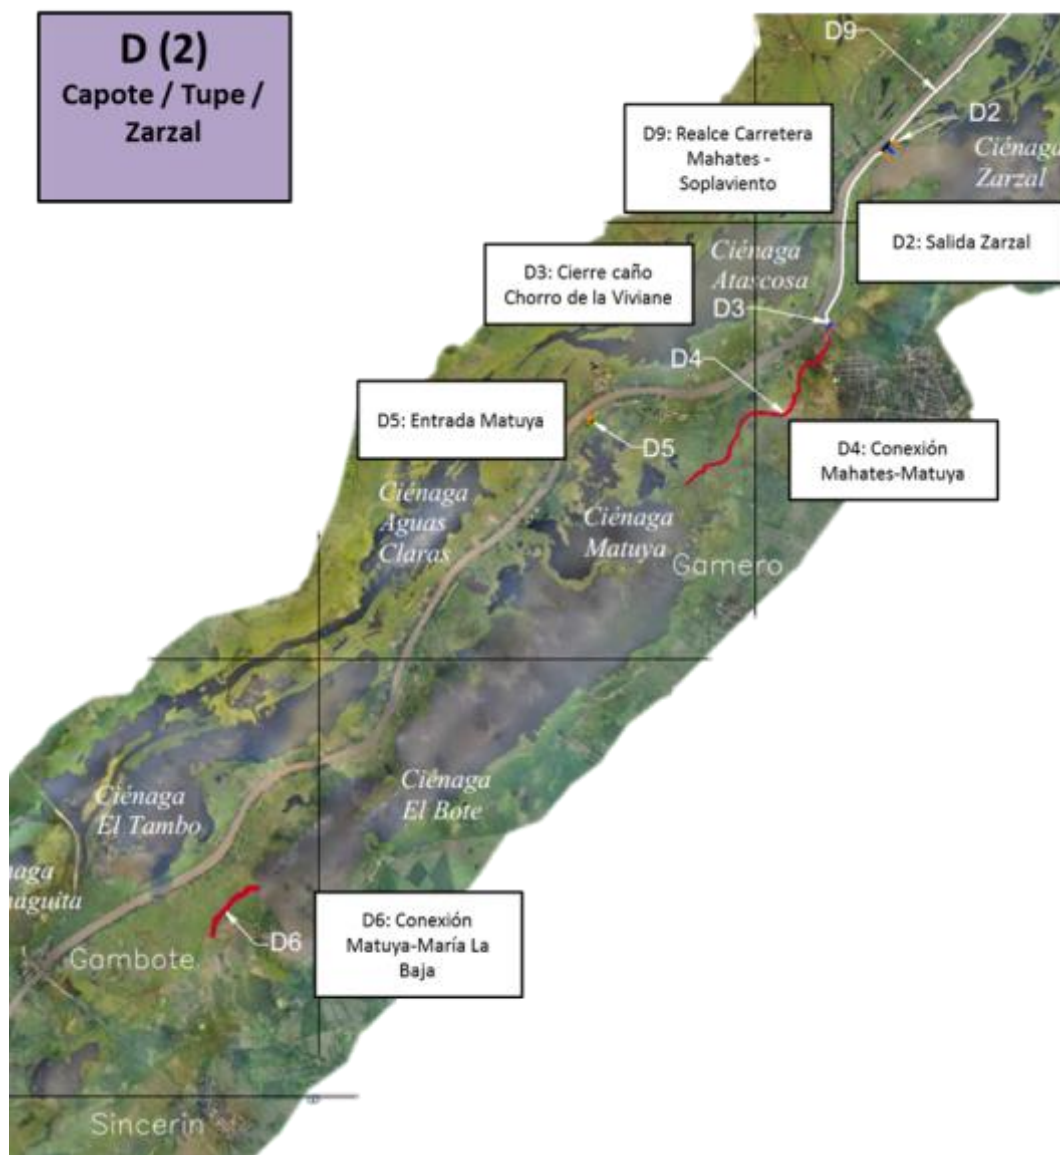 D (2)
Capote / Tupe /
Zarzal
D9
D2
D9: Realce Carretera
Mahates -
Soplaviento
Ciénaga
Zarzal
D2: Salida Zarzal
D3: Cierre caño
Chorro de la Viviane
Ciénaga
Atascosa
D3
D4
D5: Entrada Matuya
D5
D4: Conexión
Mahates-Matuya
Ciénaga
Aguas
Claras
Ciénaga
Matuya
Gamero
Ciénaga
El Tambo
Ciénaga
El Bote
D6: Conexión
Matuya-María La
Baja
D6
Gambote
Sincerin